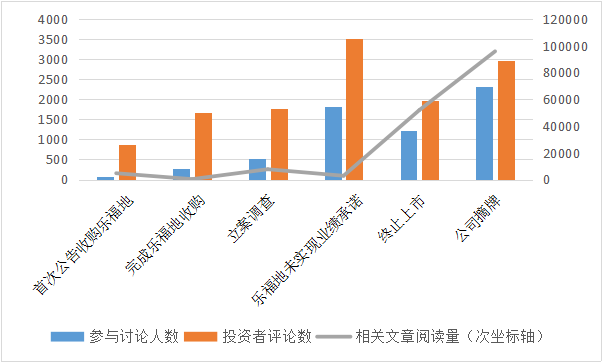 4000
3500
3000
2500
2000
1500
1000
500
0
120000
100000
80000
60000
40000
20000
0
首次公告收购乐福地
完成乐福地收购
立案调查
乐福地未实现业绩承诺
终止上市
公司摘牌
参与讨论人数 投资者评论数 相关文章阅读量（次坐标轴）